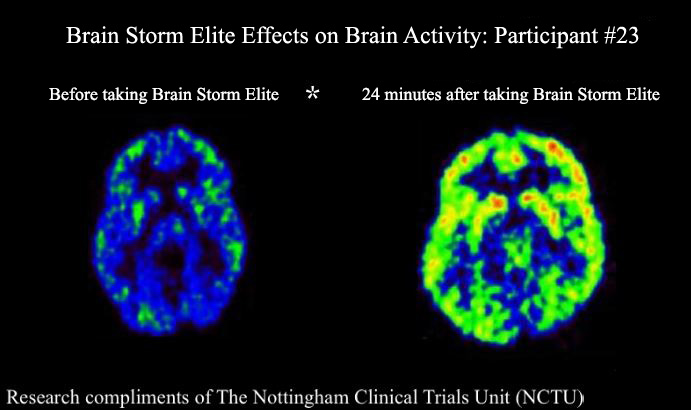 Brain Storm Elite Effects on Brain Activity: Participant #23
Before taking Brain Storm Elite * 24 minutes after taking Brain Storm Elite
Research compliments of The Nottingham Clinical Trials Unit (NCTU)